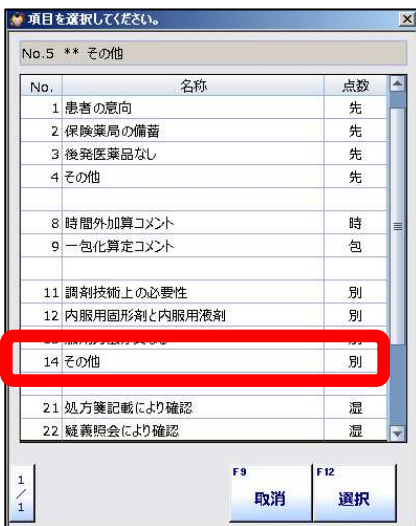 項目を選択してください。
No.5 ** その他
No. 名称 点数
1 患者の意向 先
2 保険薬局の備蓄 先
3 後発医薬品なし 先
4 その他 先
8 時間外加算コメント 時
9 一包化算定コメント 包
11 調剤技術上の必要性 別
12 内服用固形剤と内服用液剤 別
14 その他 別
21 処方箋記載により確認 湿
22 疑義照会により確認 湿
1/1
F9 取消
F12 選択